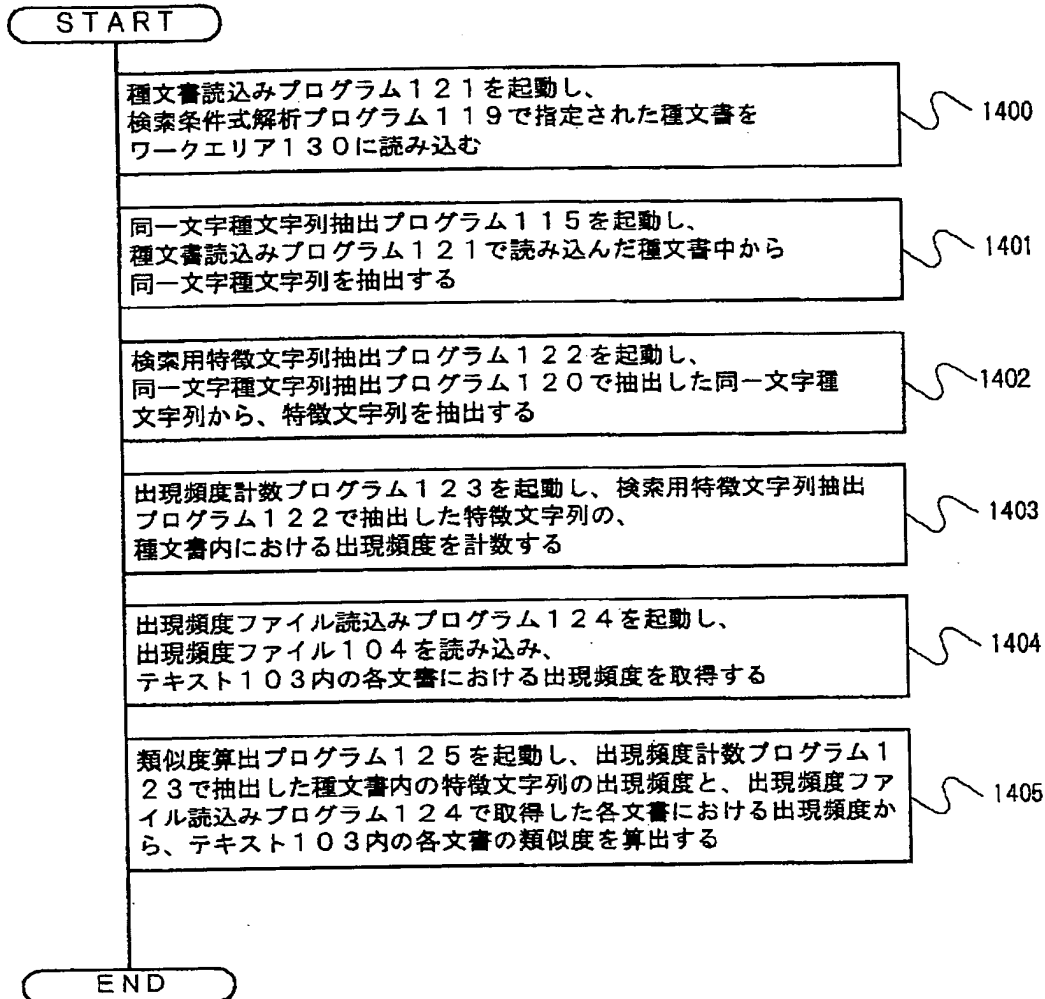 START
種文書読込みプログラム121を起動し、
検索条件式解析プログラム119で指定された種文書を
ワークエリア130に読み込む
1400
同一文字種文字列抽出プログラム115を起動し、
種文書読込みプログラム121で読み込んだ種文書中から
同一文字種文字列を抽出する
1401
検索用特徴文字列抽出プログラム122を起動し、
同一文字種文字列抽出プログラム120で抽出した同一文字種
文字列から、特徴文字列を抽出する
1402
出現頻度計数プログラム123を起動し、検索用特徴文字列抽出
プログラム122で抽出した特徴文字列の、
種文書内における出現頻度を計数する
1403
出現頻度ファイル読込みプログラム124を起動し、
出現頻度ファイル104を読み込み、
テキスト103内の各文書における出現頻度を取得する
1404
類似度算出プログラム125を起動し、出現頻度計数プログラム1
23で抽出した種文書内の特徴文字列の出現頻度と、出現頻度ファ
イル読込みプログラム124で取得した各文書における出現頻度か
ら、テキスト103内の各文書の類似度を算出する
1405
END